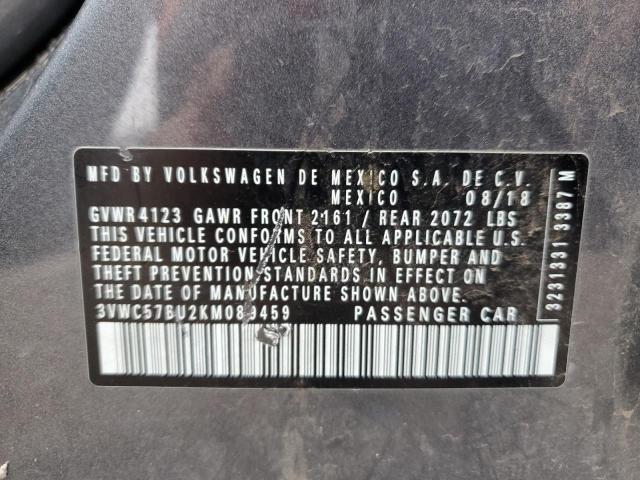 MFD BY VOLKSWAGEN DE MEXICO S.A. DE C.V.
MEXICO 08/18
GVWR4123 GAWR FRONT 2161 / REAR 2072 LBS
THIS VEHICLE CONFORMS TO ALL APPLICABLE U.S.
FEDERAL MOTOR VEHICLE SAFETY, BUMPER AND
THEFT PREVENTION STANDARDS IN EFFECT ON
THE DATE OF MANUFACTURE SHOWN ABOVE.
3VWC57BU2KM089459 PASSENGER CAR
3231331 3387 M